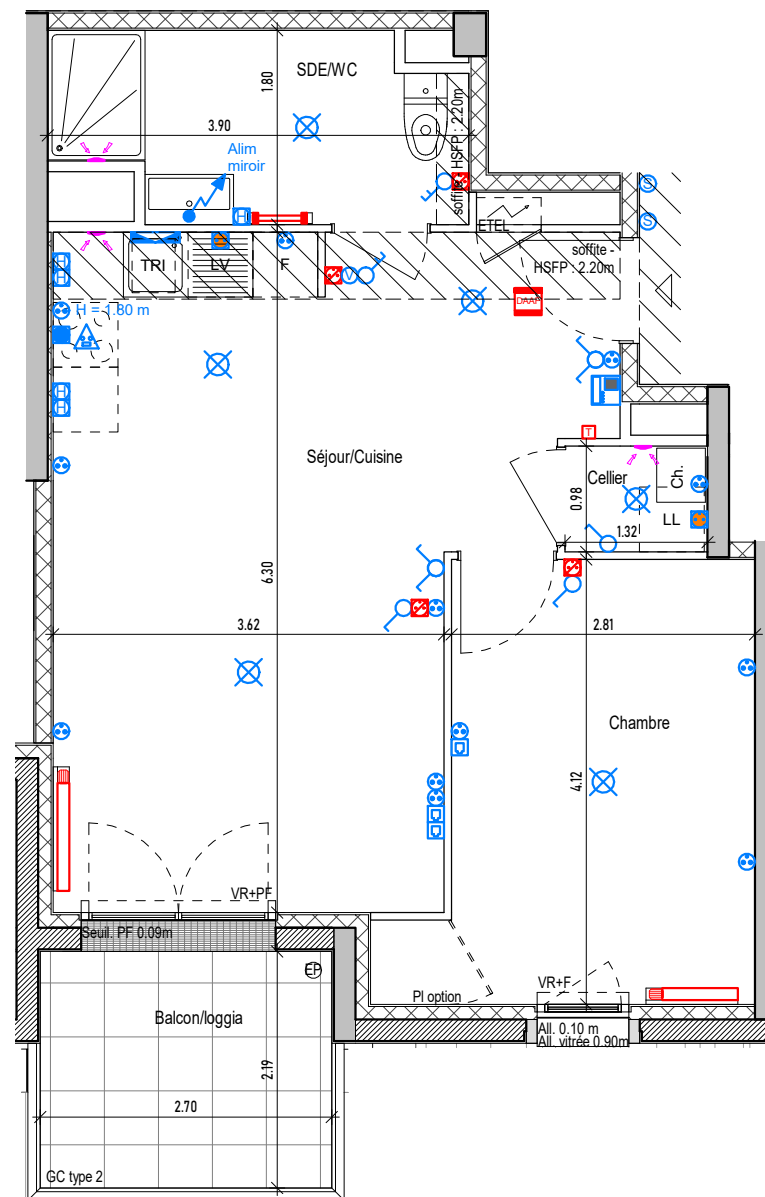 SDE/WC
1.80
3.90
Alim
miroir
soffite - HSFP : 2.20m
H
ETEL
S
S
soffite -
HSFP : 2.20m
TRI
LV
F
V
DAAF
H
H
H = 1.80 m
H
H
T
Séjour/Cuisine
Cellier
Ch.
0.98
LL
1.32
6.30
3.62
2.81
Chambre
4.12
VR+PF
Seuil. PF 0.09m
EP
PI option
VR+F
All. 0.10 m
All. vitrée 0.90m
Balcon/loggia
2.19
2.70
GC type 2